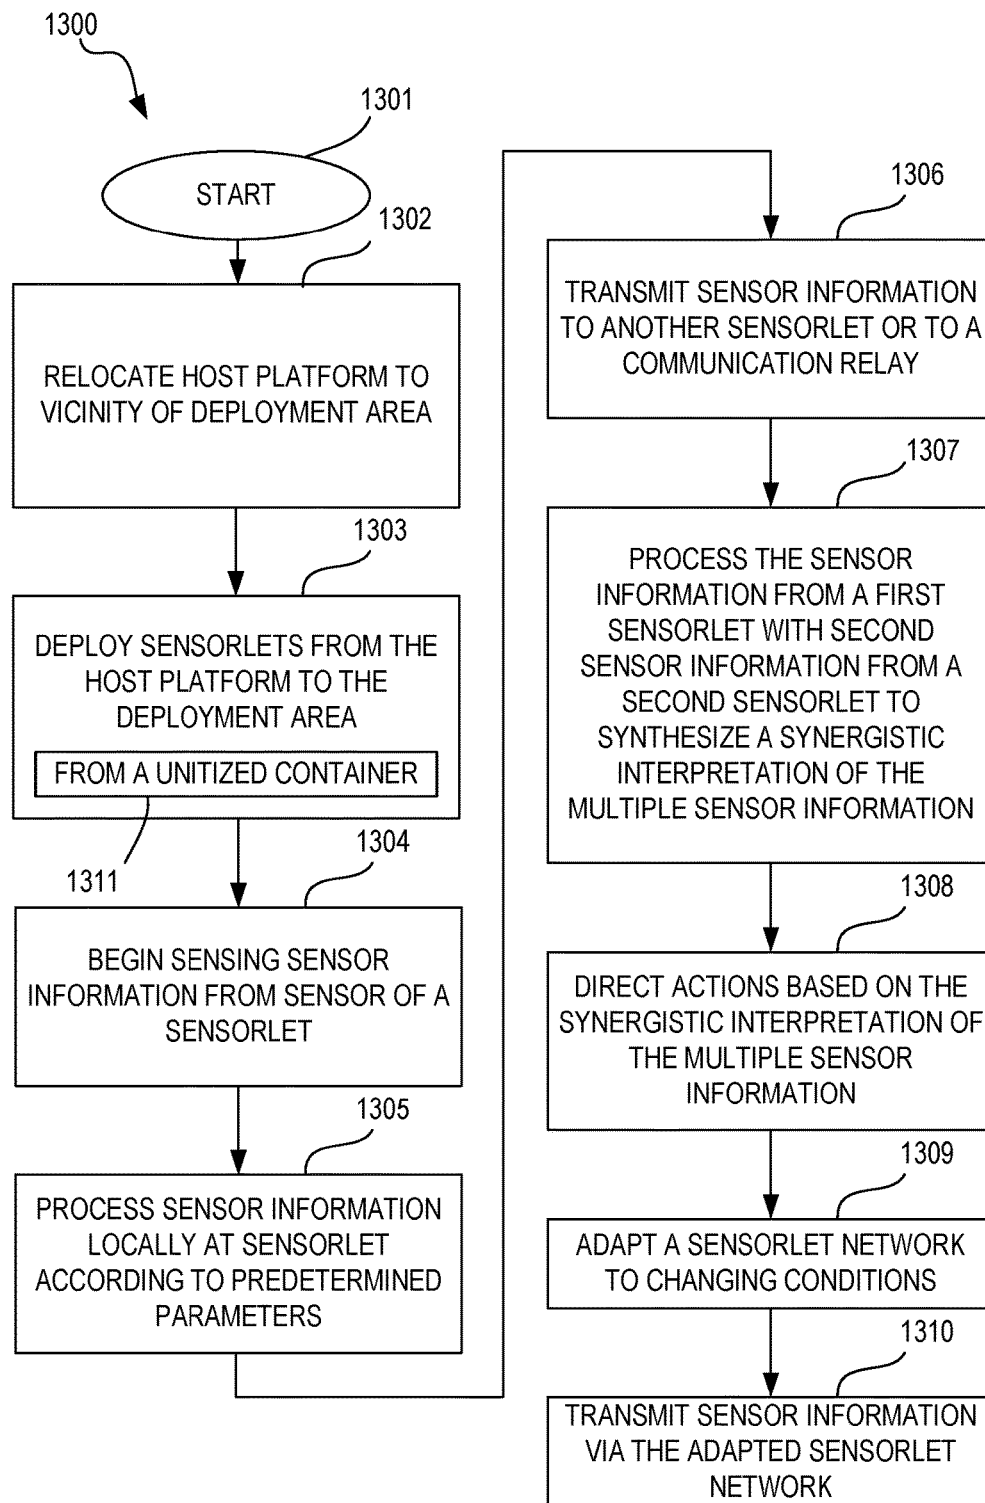 1300
1301
START
1302
RELOCATE HOST PLATFORM TO
VICINITY OF DEPLOYMENT AREA
1303
DEPLOY SENSORLETS FROM THE
HOST PLATFORM TO THE
DEPLOYMENT AREA
FROM A UNITIZED CONTAINER
1311
1304
BEGIN SENSING SENSOR
INFORMATION FROM SENSOR OF A
SENSORLET
1305
PROCESS SENSOR INFORMATION
LOCALLY AT SENSORLET
ACCORDING TO PREDETERMINED
PARAMETERS
1306
TRANSMIT SENSOR INFORMATION
TO ANOTHER SENSORLET OR TO A
COMMUNICATION RELAY
1307
PROCESS THE SENSOR
INFORMATION FROM A FIRST
SENSORLET WITH SECOND
SENSOR INFORMATION FROM A
SECOND SENSORLET TO
SYNTHESIZE A SYNERGISTIC
INTERPRETATION OF THE
MULTIPLE SENSOR INFORMATION
1308
DIRECT ACTIONS BASED ON THE
SYNERGISTIC INTERPRETATION OF
THE MULTIPLE SENSOR
INFORMATION
1309
ADAPT A SENSORLET NETWORK
TO CHANGING CONDITIONS
1310
TRANSMIT SENSOR INFORMATION
VIA THE ADAPTED SENSORLET
NETWORK